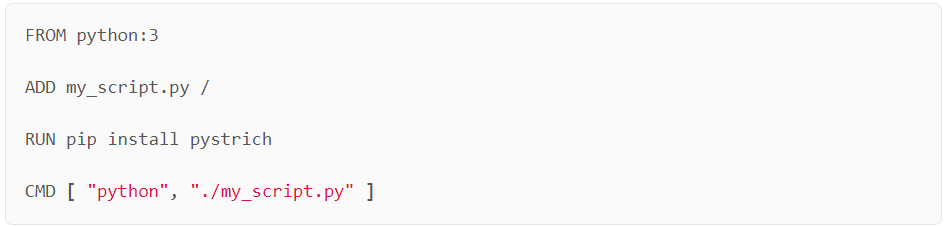 FROM python:3
ADD my_script.py /
RUN pip install pystrich
CMD [ "python", "./my_script.py" ]